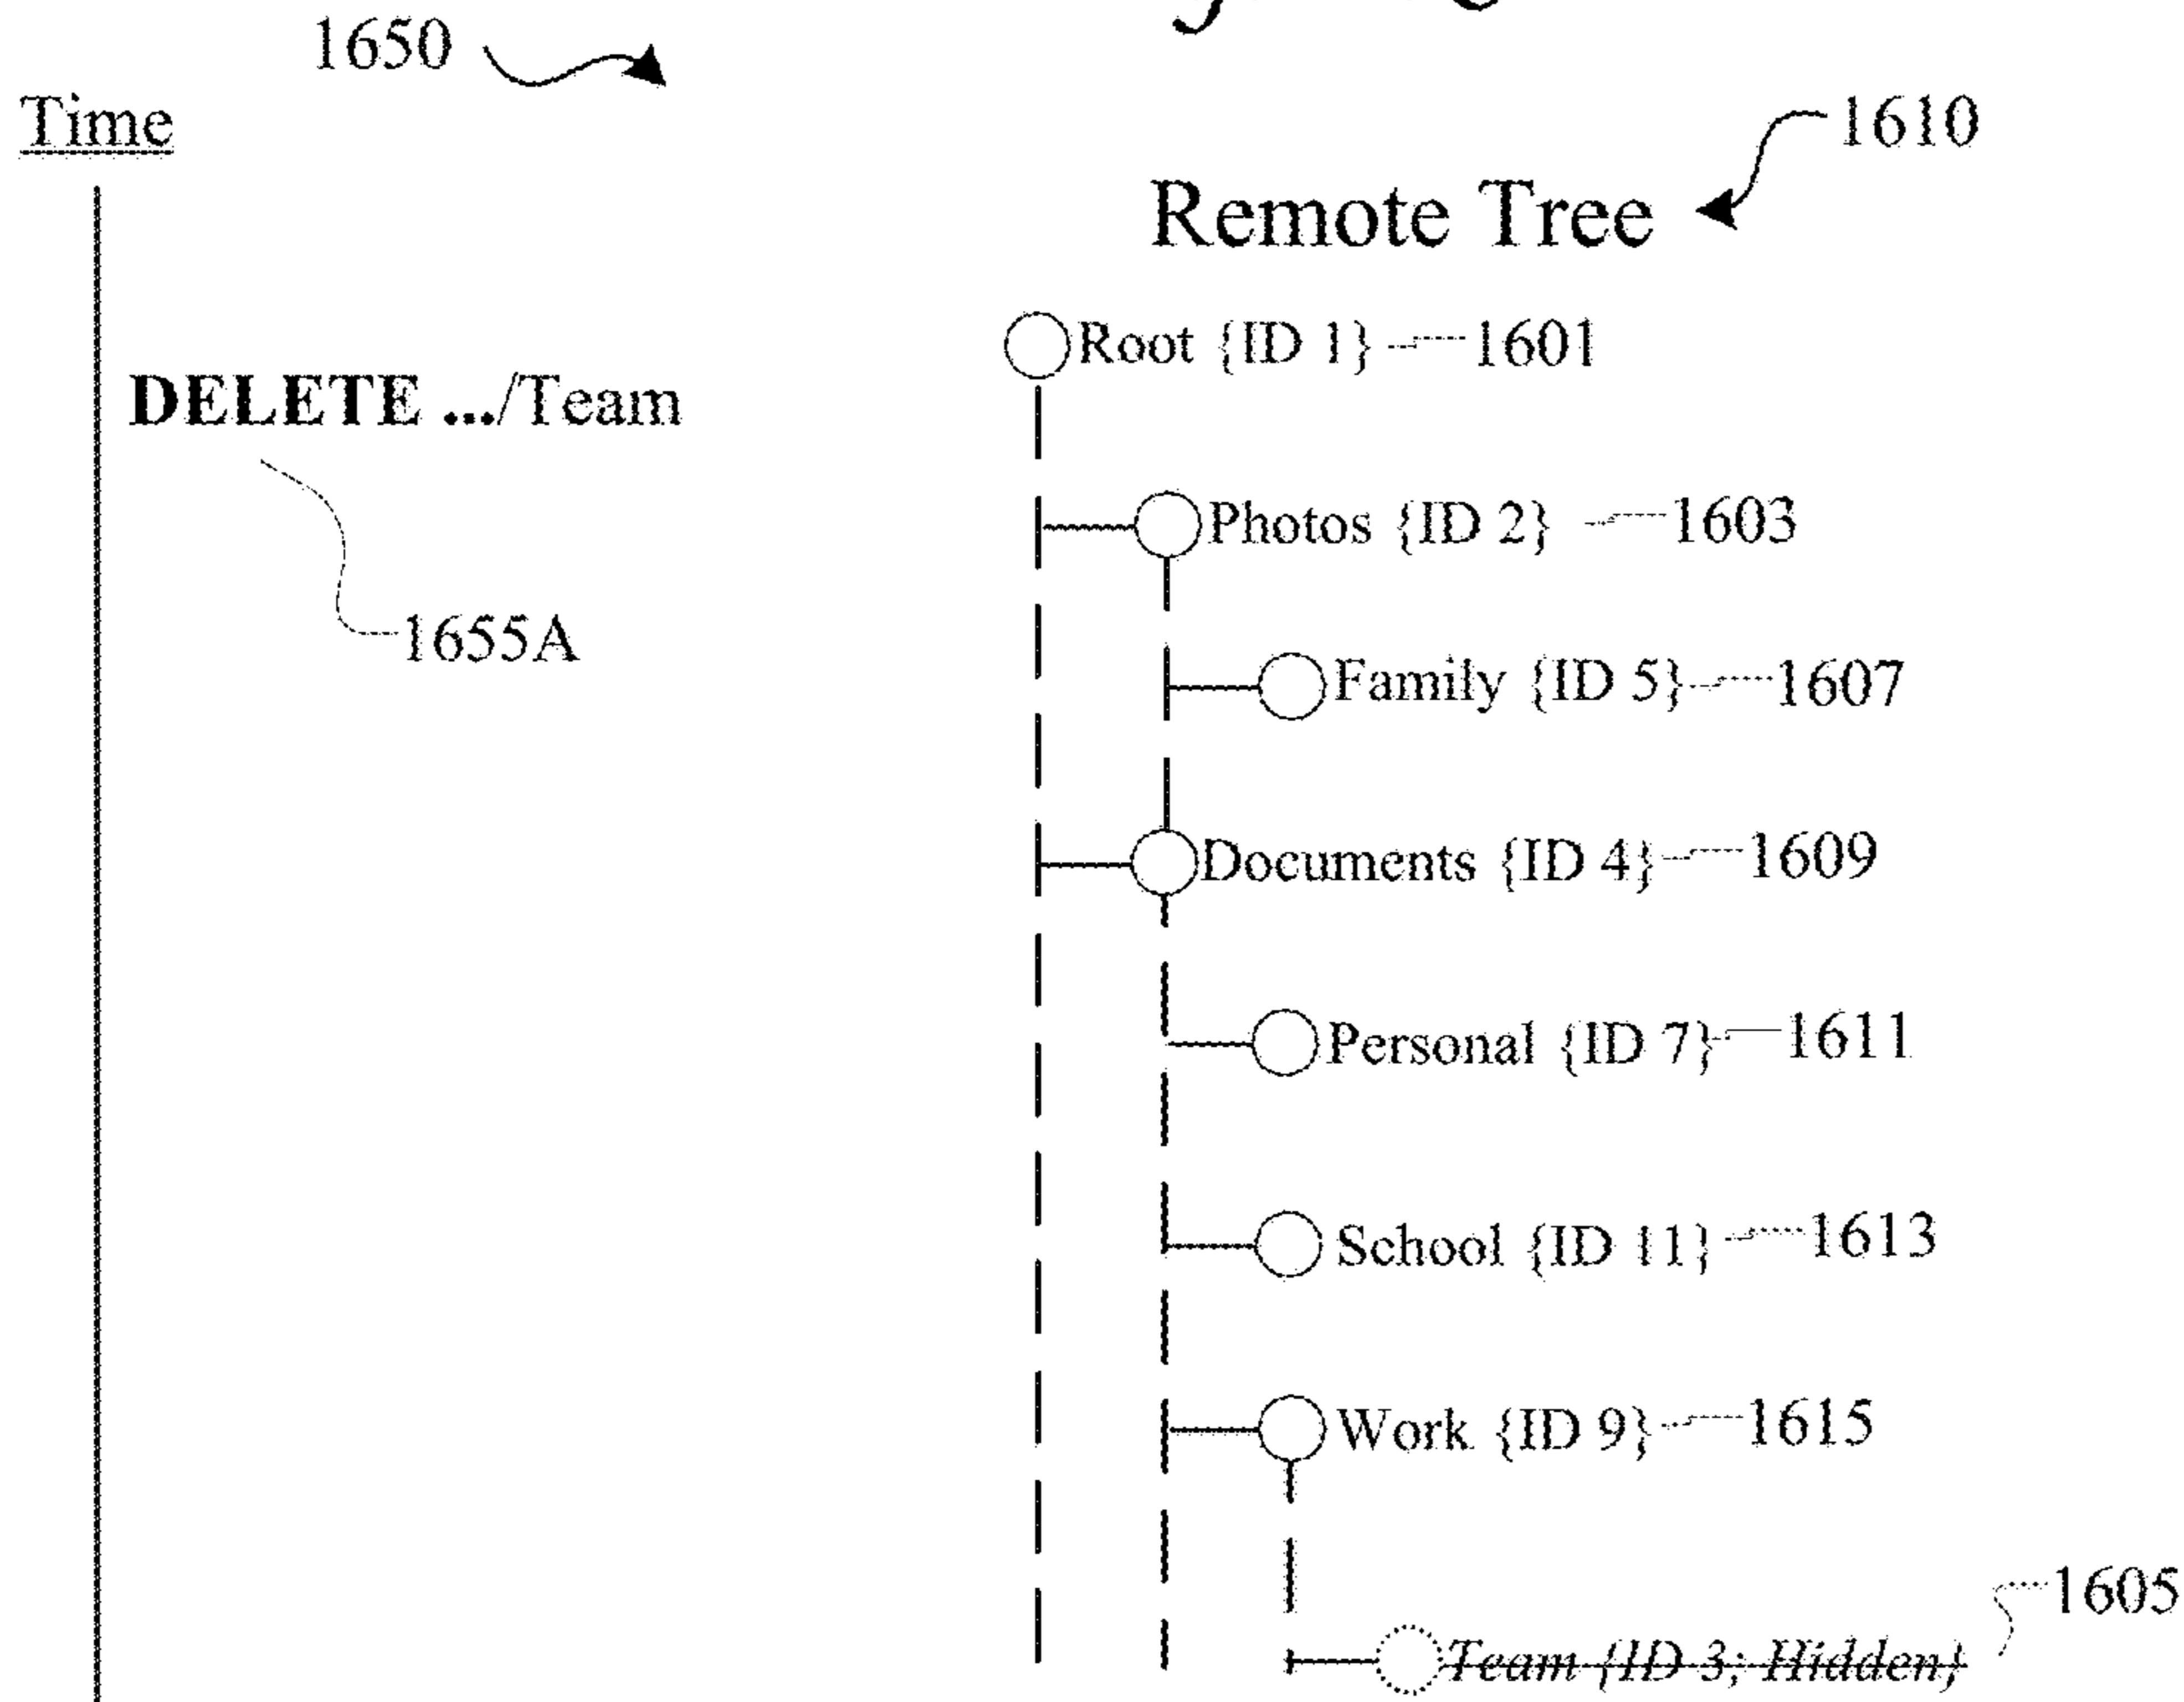 1650
Time
1610
Remote Tree
Root {ID 1} 1601
DELETE .../Team
Photos {ID 2} 1603
1655A
Family {ID 5} 1607
Documents {ID 4} 1609
Personal {ID 7} 1611
School {ID 11} 1613
Work {ID 9} 1615
1605
Team {ID 3; Hidden}